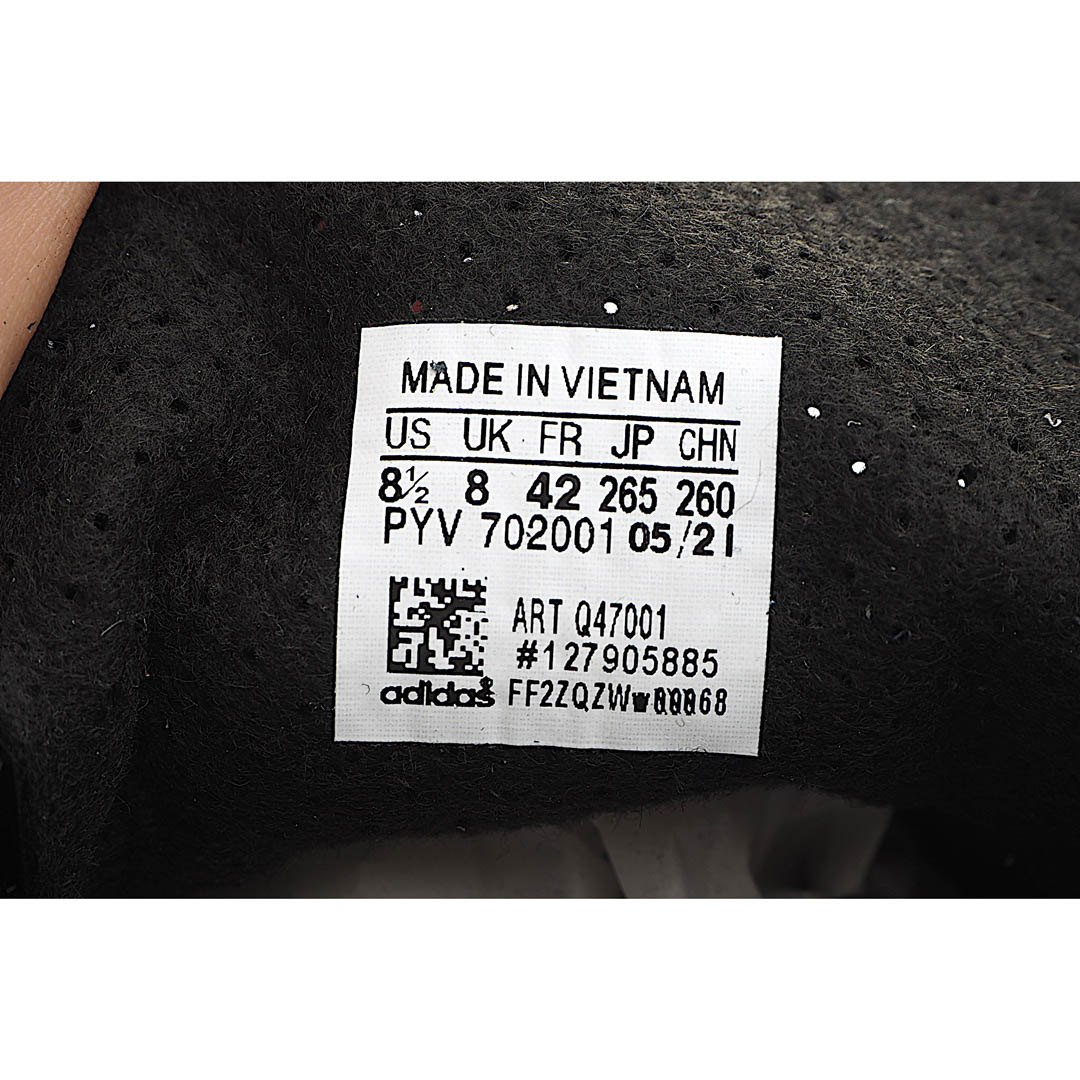 MADE IN VIETNAM
US UK FR JP CHN
8½ 8 42 265 260
PYV 702001 05/21
ART Q47001
#127905885
adidas